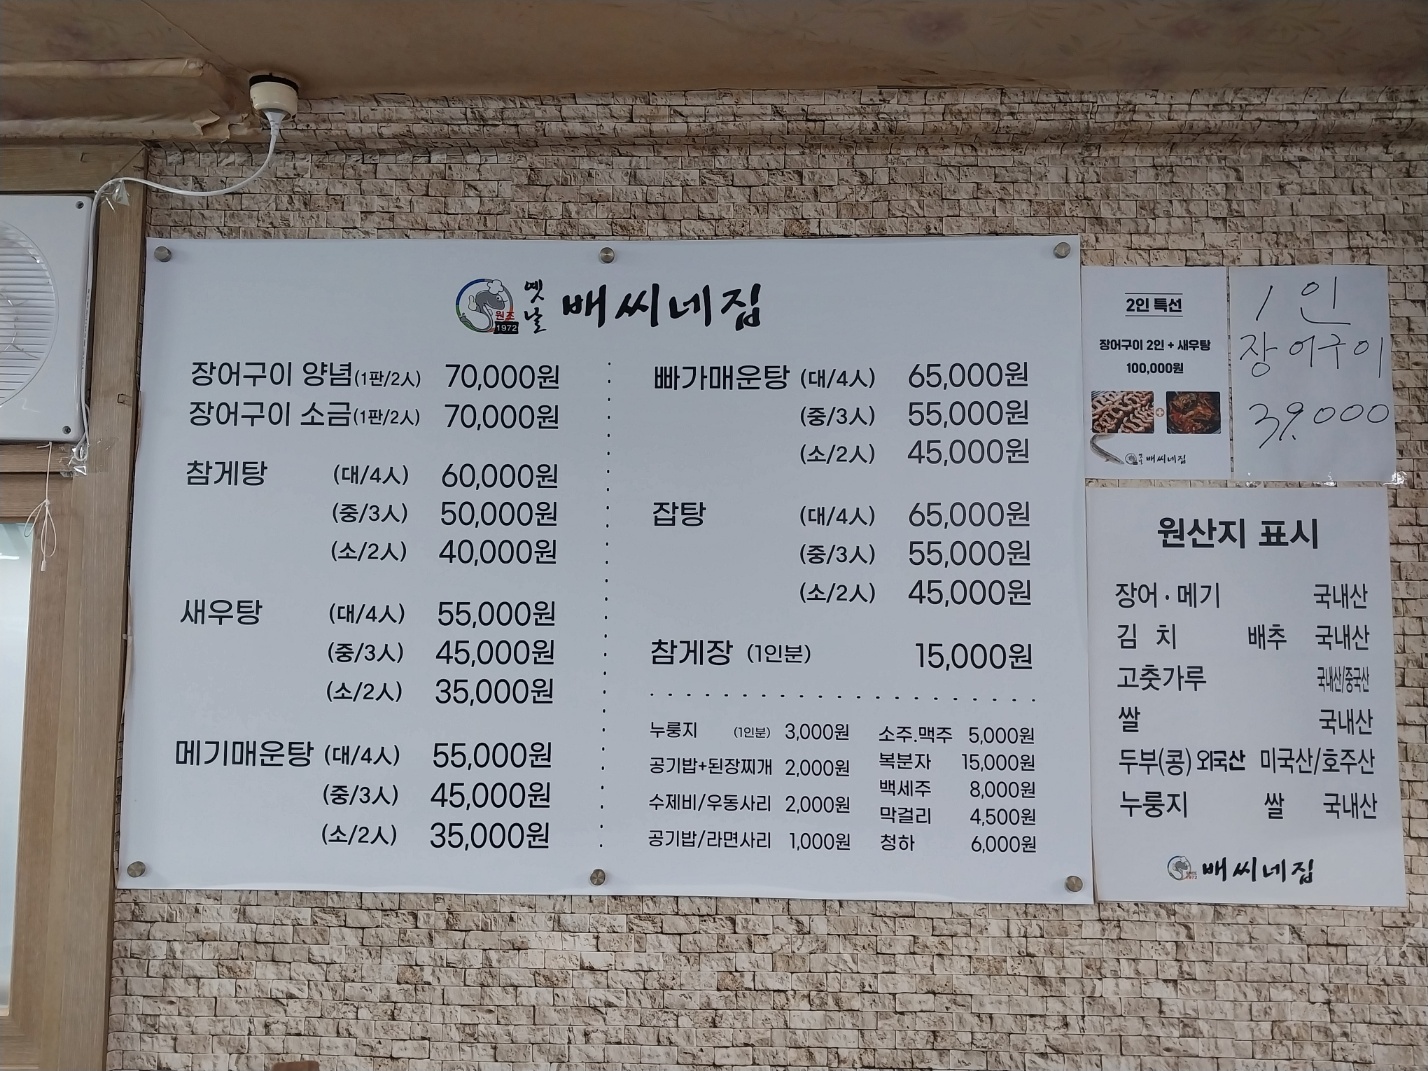 원조
1972
옛날 배씨네집
장어구이 양념(1판/2人) 70,000원
장어구이 소금(1판/2人) 70,000원
참게탕 (대/4人) 60,000원
(중/3人) 50,000원
(소/2人) 40,000원
새우탕 (대/4人) 55,000원
(중/3人) 45,000원
(소/2人) 35,000원
메기매운탕 (대/4人) 55,000원
(중/3人) 45,000원
(소/2人) 35,000원
빠가매운탕 (대/4人) 65,000원
(중/3人) 55,000원
(소/2人) 45,000원
잡탕 (대/4人) 65,000원
(중/3人) 55,000원
(소/2人) 45,000원
참게장 (1인분) 15,000원
누룽지 (1인분) 3,000원
공기밥+된장찌개 2,000원
수제비/우동사리 2,000원
공기밥/라면사리 1,000원
소주.맥주 5,000원
복분자 15,000원
백세주 8,000원
막걸리 4,500원
청하 6,000원
2인 특선
장어구이 2인 + 새우탕
100,000원
배씨네집
1인
장어구이
39.000
원산지 표시
장어·메기 국내산
김 치 배추 국내산
고춧가루 국내산/중국산
쌀 국내산
두부(콩) 외국산 미국산/호주산
누룽지 쌀 국내산
배씨네집